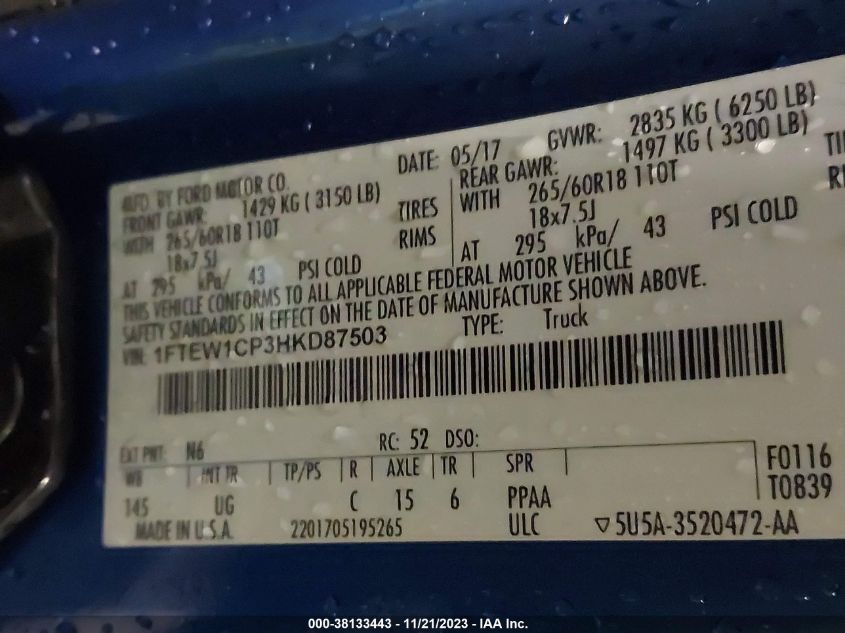 MFD. BY FORD MOTOR CO. DATE: 05/17 GVWR: 2835 KG ( 6250 LB)
FRONT GAWR: 1429 KG ( 3150 LB) REAR GAWR: 1497 KG ( 3300 LB)
WITH 265/60R18 110T TIRES WITH 265/60R18 110T
18x7.5J RIMS 18x7.5J
AT 295 kPa/ 43 PSI COLD AT 295 kPa/ 43 PSI COLD
THIS VEHICLE CONFORMS TO ALL APPLICABLE FEDERAL MOTOR VEHICLE
SAFETY STANDARDS IN EFFECT ON THE DATE OF MANUFACTURE SHOWN ABOVE.
VIN: 1FTEW1CP3HKD87503 TYPE: Truck
EXT PNT: N6 RC: 52 DSO:
WB INT TR TP/PS R AXLE TR SPR F0116
145 UG C 15 6 PPAA T0839
MADE IN U.S.A. 2201705195265 ULC ▽5U5A-3520472-AA
000-38133443 - 11/21/2023 - IAA Inc.